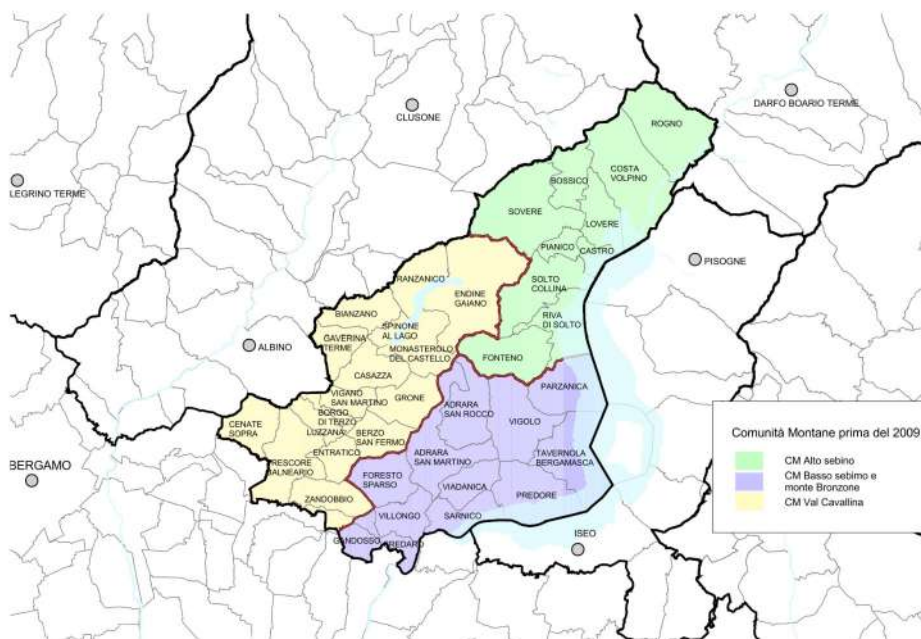 CLUSONE
DARFO BOARIO TERME
ROGNO
LEGRINO TERME
BOSSICO
COSTA
VOLPINO
SOVERE
LOVERE
PIANICO
CASTRO
PISOGNE
RANZANICO
ENDINE
GAIANO
SOLTO
COLLINA
BIANZANO
RIVA
DI SOLTO
SPINONE
AL LAGO
GAVERINA
TERME
ALBINO
MONASTEROLO
DEL CASTELLO
FONTENO
CASAZZA
PARZANICA
VIGANO
SAN MARTINO
GRONE
ADRARA
SAN ROCCO
BORGO
DI TERZO
VIGOLO
CENATE
SOPRA
LUZZANA
BERZO
SAN FERMO
ENTRATICO
ADRARA
SAN MARTINO
TAVERNOLA
BERGAMASCA
BERGAMO
RESCORE
BALNEARIO
FORESTO
SPARSO
VIADANICA
PREDORE
ZANDOBBIO
VILLONGO
SARNICO
ISEO
GANDOSSO
CREDARO
Comunità Montane prima del 2009
CM Alto sebino
CM Basso sebimo e
monte Bronzone
CM Val Cavallina